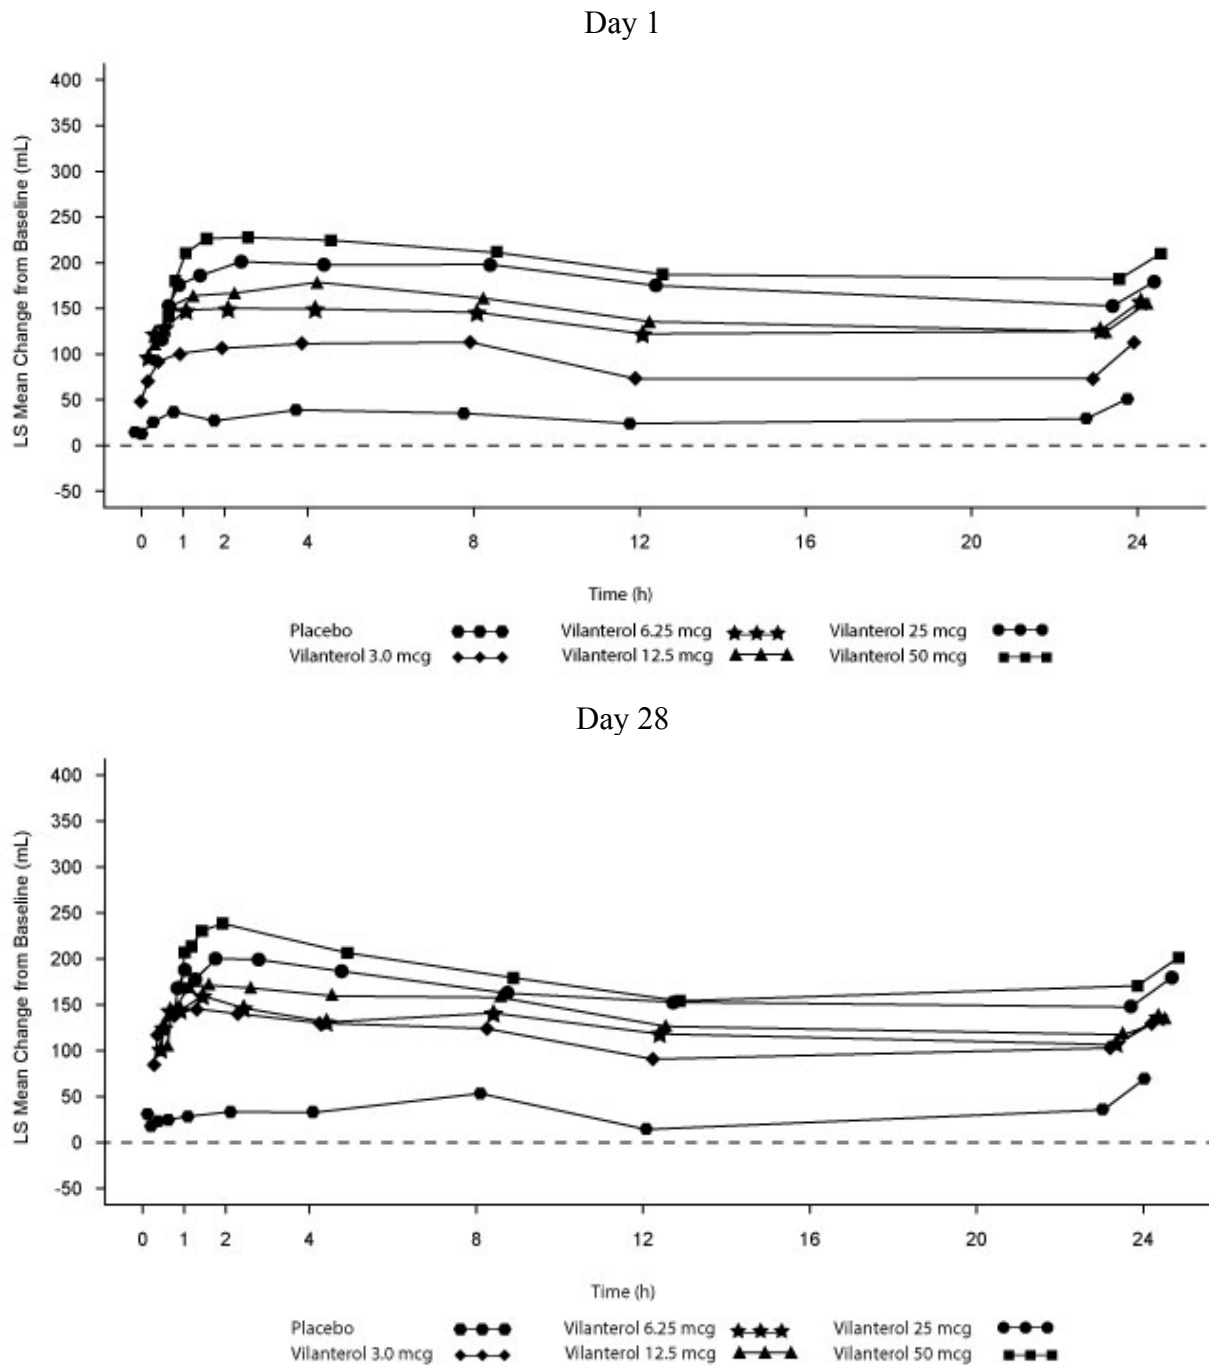 Day 1
LS Mean Change from Baseline (mL)
400
350
300
250
200
150
100
50
0
-50
0 1 2 4 8 12 16 20 24
Time (h)
Placebo Vilanterol 6.25 mcg Vilanterol 25 mcg
Vilanterol 3.0 mcg Vilanterol 12.5 mcg Vilanterol 50 mcg
Day 28
LS Mean Change from Baseline (mL)
400
350
300
250
200
150
100
50
0
-50
0 1 2 4 8 12 16 20 24
Time (h)
Placebo Vilanterol 6.25 mcg Vilanterol 25 mcg
Vilanterol 3.0 mcg Vilanterol 12.5 mcg Vilanterol 50 mcg